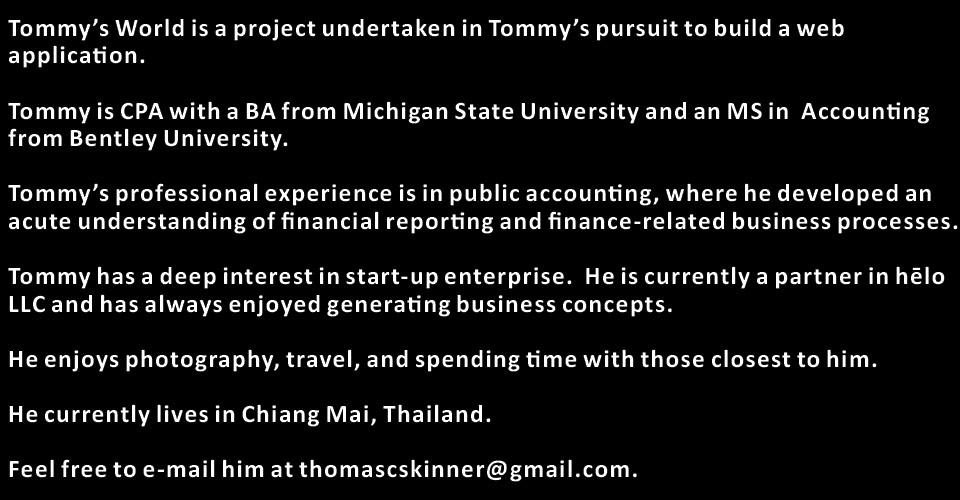 Tommy’s World is a project undertaken in Tommy’s pursuit to build a web
application.
Tommy is CPA with a BA from Michigan State University and an MS in  Accounting
from Bentley University.
Tommy’s professional experience is in public accounting, where he developed an
acute understanding of financial reporting and finance-related business processes.
Tommy has a deep interest in start-up enterprise.  He is currently a partner in hēlo
LLC and has always enjoyed generating business concepts.
He enjoys photography, travel, and spending time with those closest to him.
He currently lives in Chiang Mai, Thailand.
Feel free to e-mail him at thomascskinner@gmail.com.